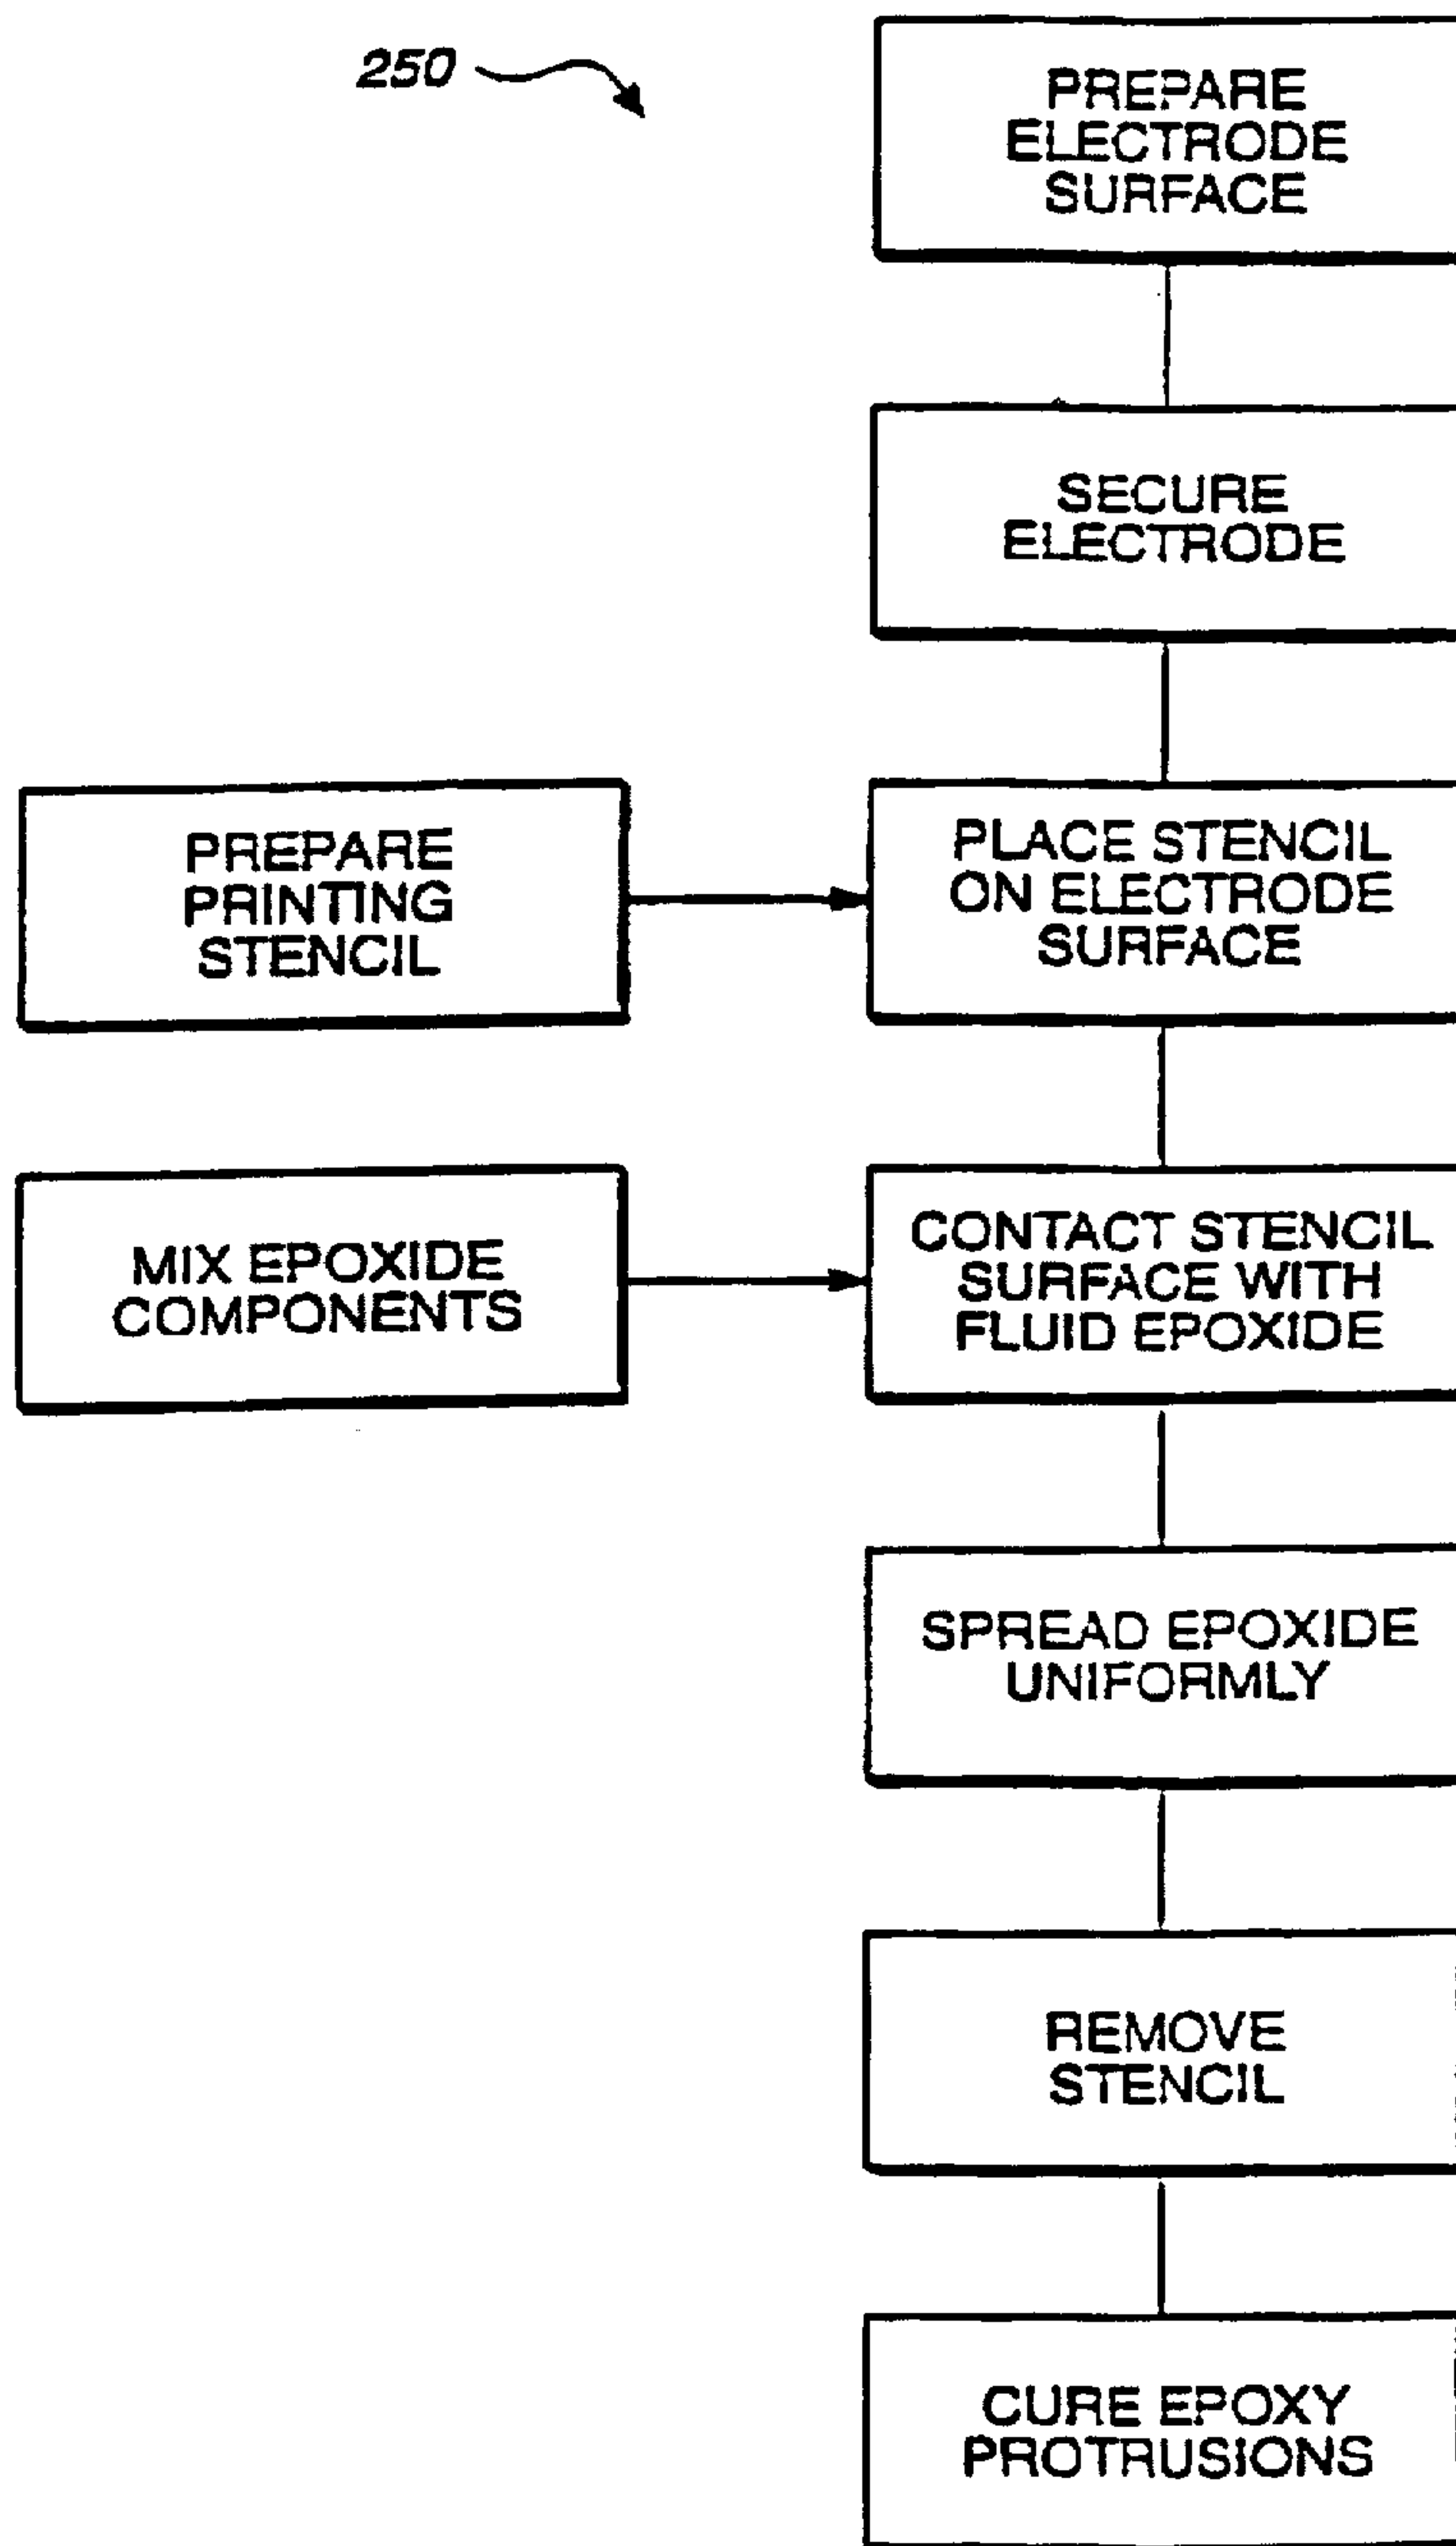 250
PREPARE
ELECTRODE
SURFACE
SECURE
ELECTRODE
PREPARE
PRINTING
STENCIL
PLACE STENCIL
ON ELECTRODE
SURFACE
MIX EPOXIDE
COMPONENTS
CONTACT STENCIL
SURFACE WITH
FLUID EPOXIDE
SPREAD EPOXIDE
UNIFORMLY
REMOVE
STENCIL
CURE EPOXY
PROTRUSIONS